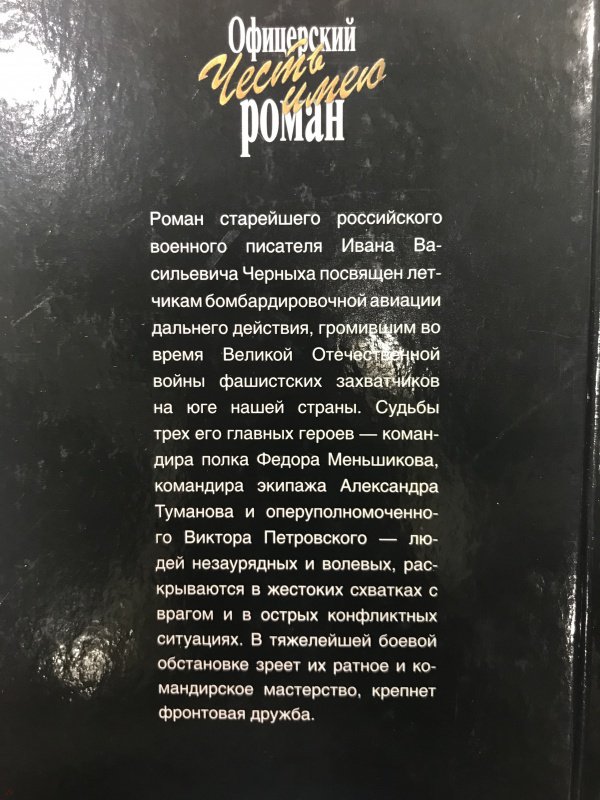 Офицерский
Честь имею
роман
Роман старейшего российского
военного писателя Ивана Ва-
сильевича Черныха посвящен лет-
чикам бомбардировочной авиации
дальнего действия, громившим во
время Великой Отечественной
войны фашистских захватчиков
на юге нашей страны. Судьбы
трех его главных героев — коман-
дира полка Федора Меньшикова,
командира экипажа Александра
Туманова и оперуполномоченно-
го Виктора Петровского — лю-
дей незаурядных и волевых, рас-
крываются в жестоких схватках с
врагом и в острых конфликтных
ситуациях. В тяжелейшей боевой
обстановке зреет их ратное и ко-
мандирское мастерство, крепнет
фронтовая дружба.